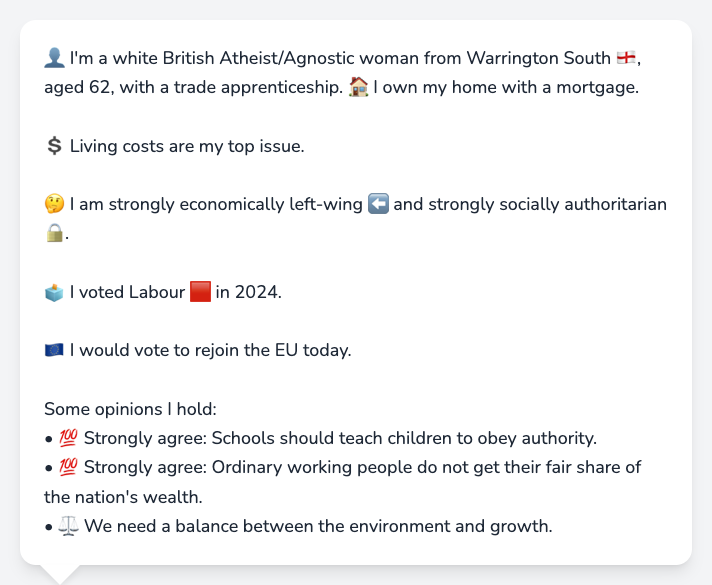 👤 I'm a white British Atheist/Agnostic woman from Warrington South 🏴󠁧󠁢󠁥󠁮󠁧󠁿,
aged 62, with a trade apprenticeship. 🏠 I own my home with a mortgage.
💲 Living costs are my top issue.
🤔 I am strongly economically left-wing ⬅️ and strongly socially authoritarian
🔒.
🗳️ I voted Labour 🟥 in 2024.
🇪🇺 I would vote to rejoin the EU today.
Some opinions I hold:
• 💯 Strongly agree: Schools should teach children to obey authority.
• 💯 Strongly agree: Ordinary working people do not get their fair share of
the nation's wealth.
• ⚖️ We need a balance between the environment and growth.